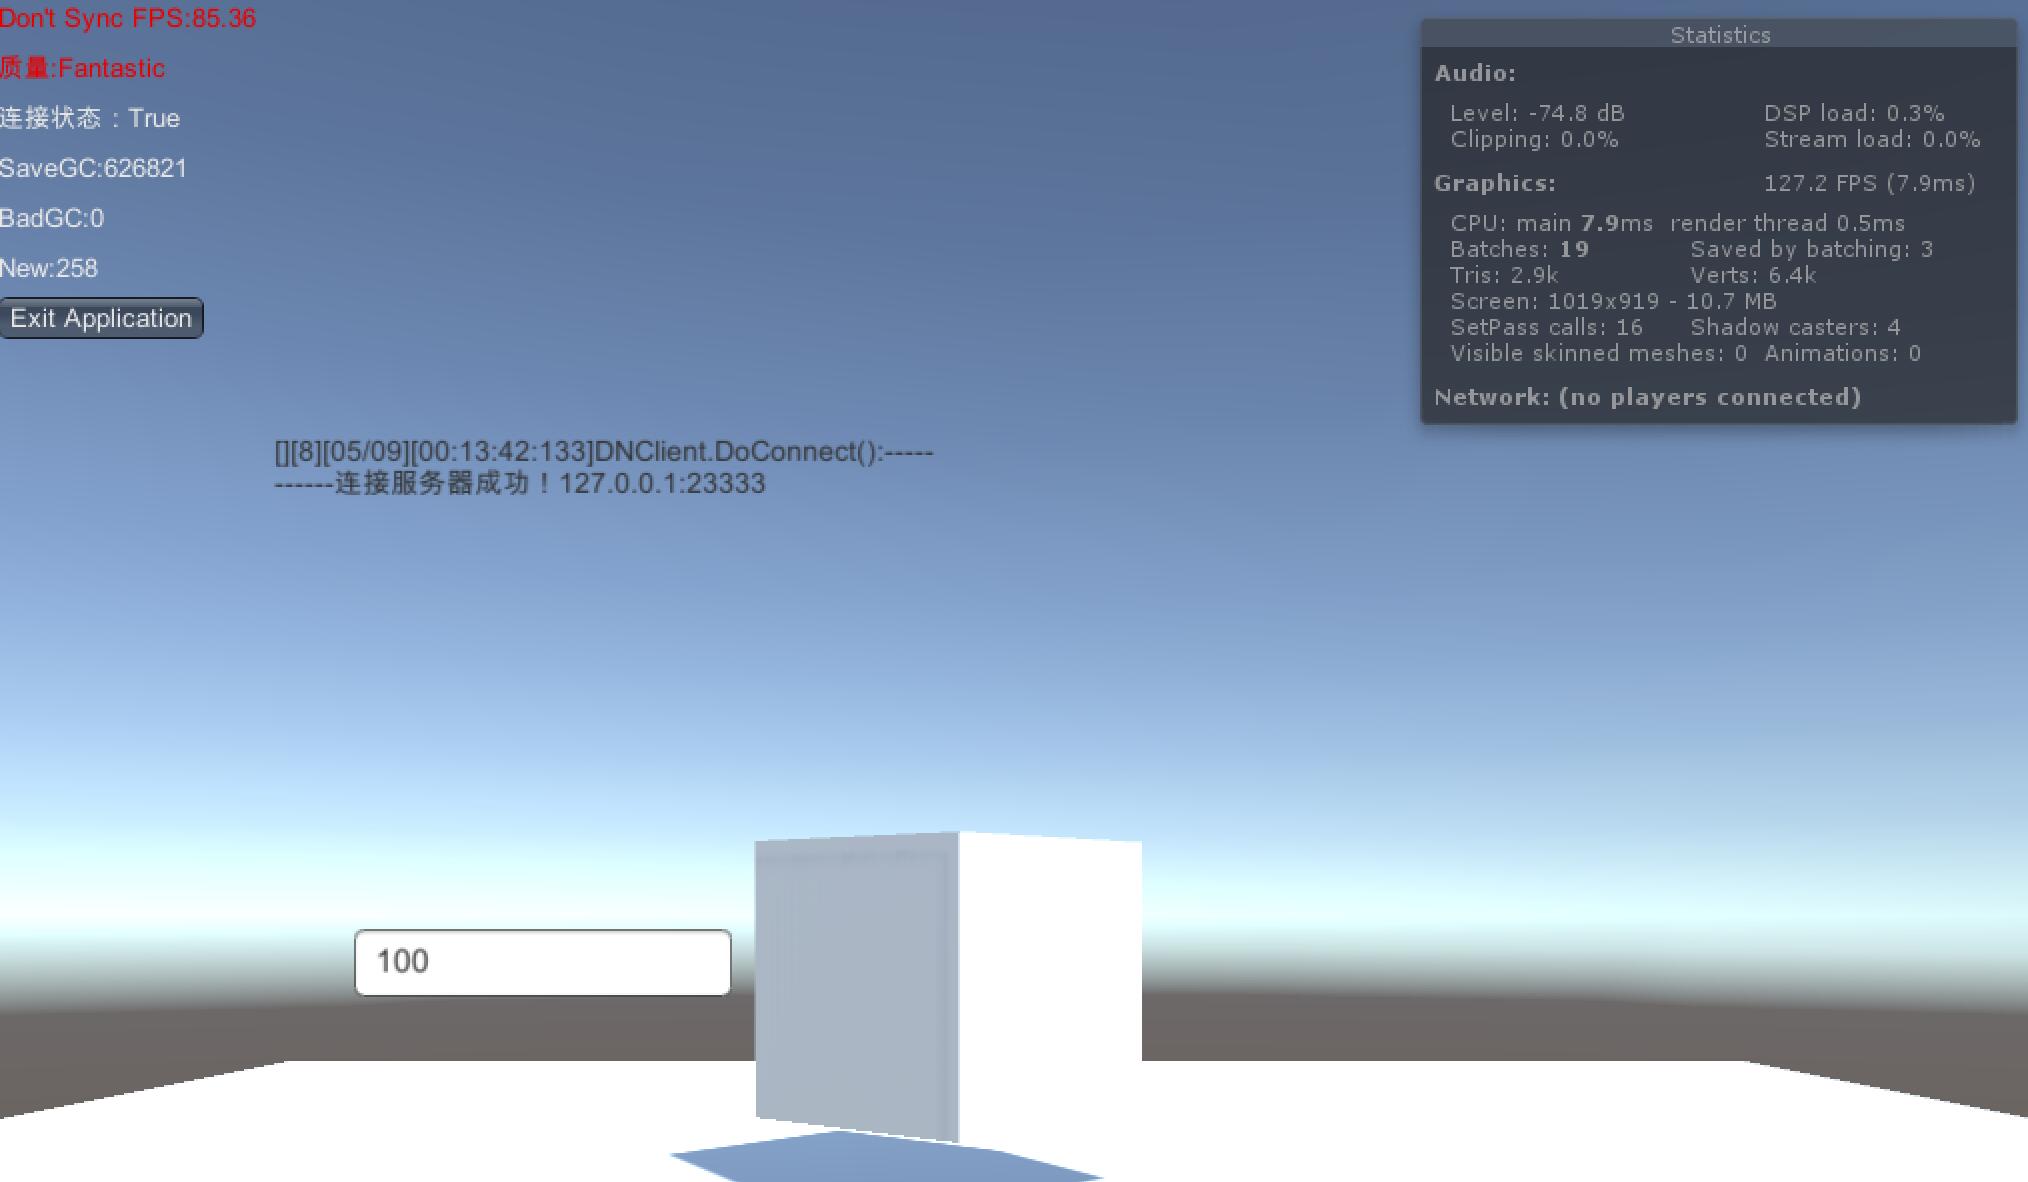 Don't Sync FPS:85.36
质量:Fantastic
连接状态：True
SaveGC:626821
BadGC:0
New:258
Exit Application
[][8][05/09][00:13:42:133]DNClient.DoConnect():-----
------连接服务器成功！127.0.0.1:23333
100
Statistics
Audio:
Level: -74.8 dB DSP load: 0.3%
Clipping: 0.0% Stream load: 0.0%
Graphics: 127.2 FPS (7.9ms)
CPU: main 7.9ms render thread 0.5ms
Batches: 19 Saved by batching: 3
Tris: 2.9k Verts: 6.4k
Screen: 1019x919 - 10.7 MB
SetPass calls: 16 Shadow casters: 4
Visible skinned meshes: 0 Animations: 0
Network: (no players connected)